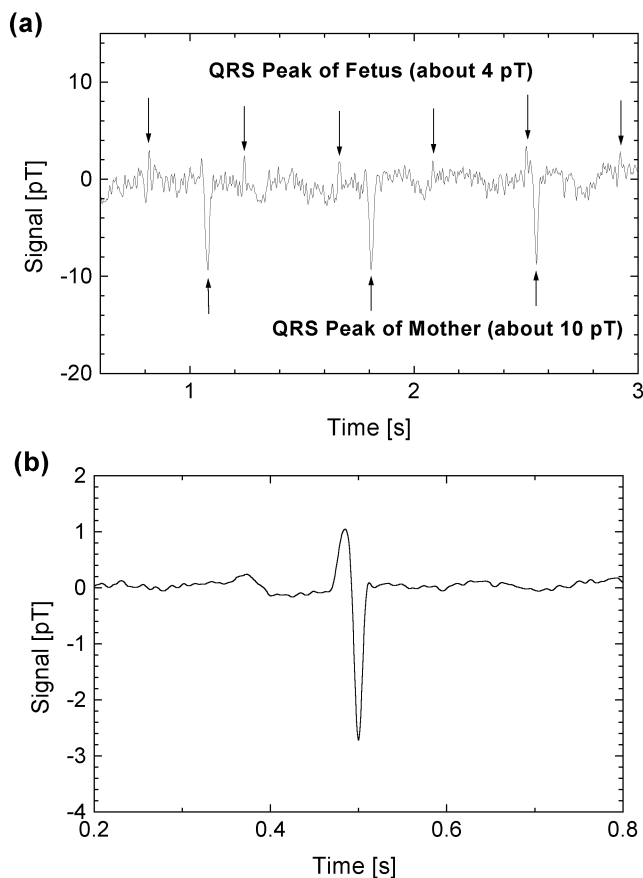 (a)
QRS Peak of Fetus (about 4 pT)
10
0
-10
-20
Signal [pT]
QRS Peak of Mother (about 10 pT)
1
2
3
Time [s]
(b)
2
1
0
-1
-2
-3
-4
Signal [pT]
0.2
0.4
0.6
0.8
Time [s]